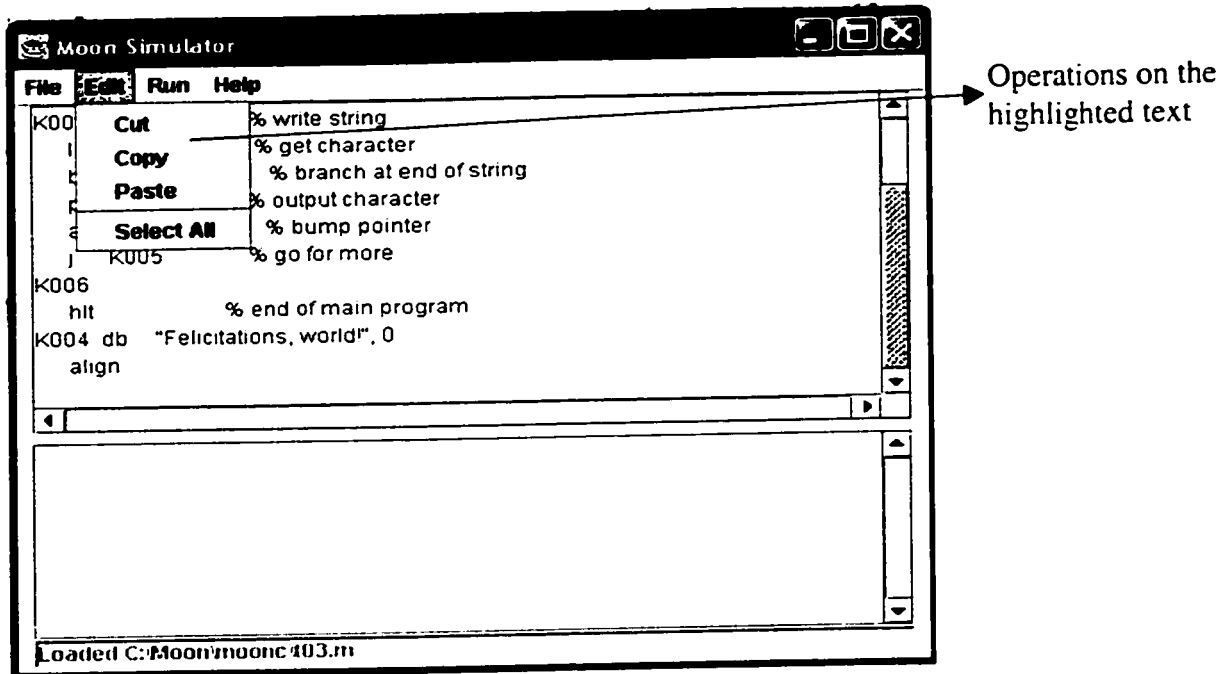 Moon Simulator
File Edit Run Help
K00 % write string
Cut
l % get character
Copy
% branch at end of string
Paste
% output character
a % bump pointer
Select All
j K005 % go for more
K006
hlt % end of main program
K004 db "Felicitations, world!", 0
align
Loaded C:\Moon\moonc403.m
Operations on the
highlighted text